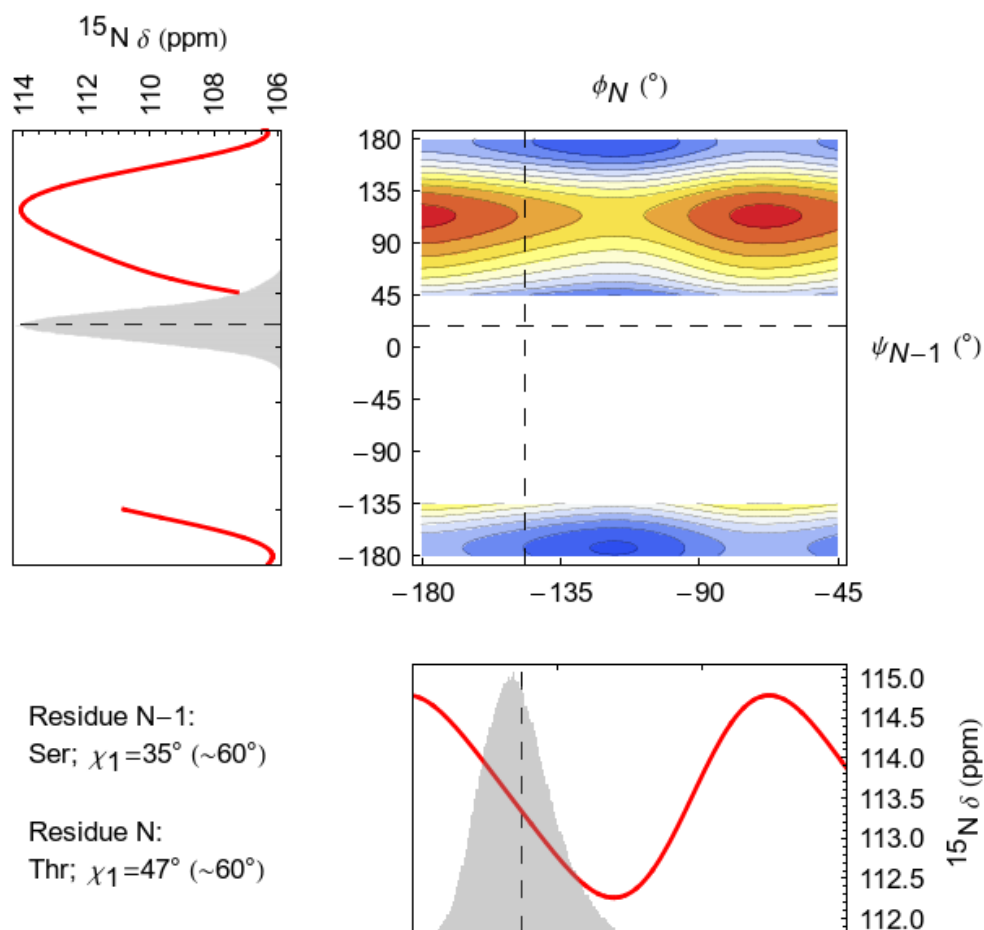 15N δ (ppm)
114 112 110 108 106
ϕN (°)
180
135
90
45
0
−45
−90
−135
−180
ψN−1 (°)
−180 −135 −90 −45
Residue N−1:
Ser; χ1=35° (~60°)
Residue N:
Thr; χ1=47° (~60°)
115.0
114.5
114.0
113.5
113.0
112.5
112.0
15N δ (ppm)